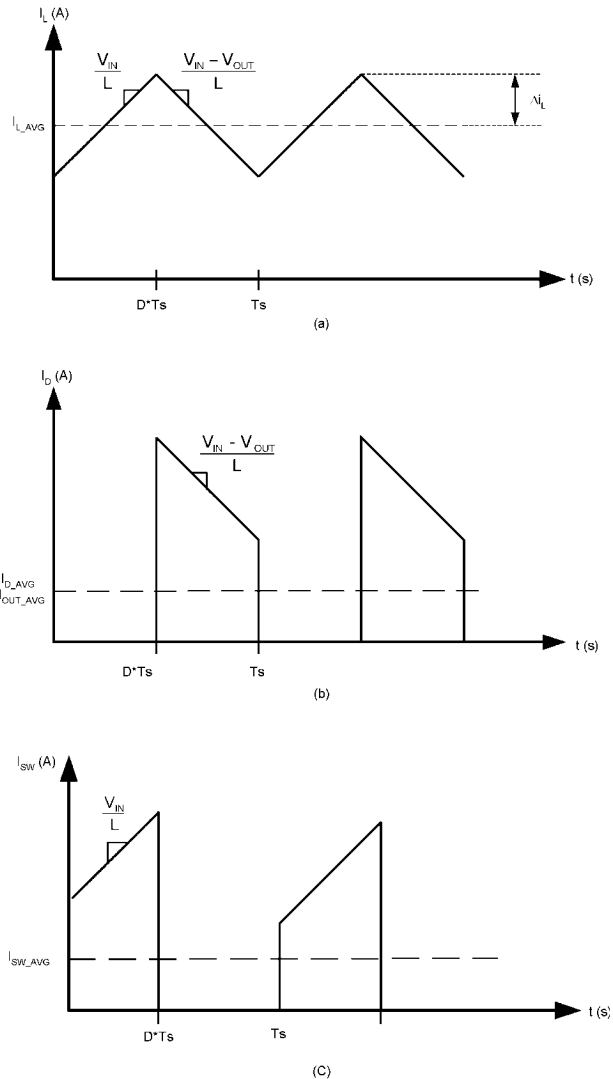 I_L (A)
V_IN / L
V_IN – V_OUT / L
Δi_L
I_L_AVG
t (s)
D*Ts
Ts
(a)
I_D (A)
V_IN - V_OUT / L
I_D_AVG
I_OUT_AVG
t (s)
D*Ts
Ts
(b)
I_SW (A)
V_IN / L
I_SW_AVG
t (s)
D*Ts
Ts
(C)